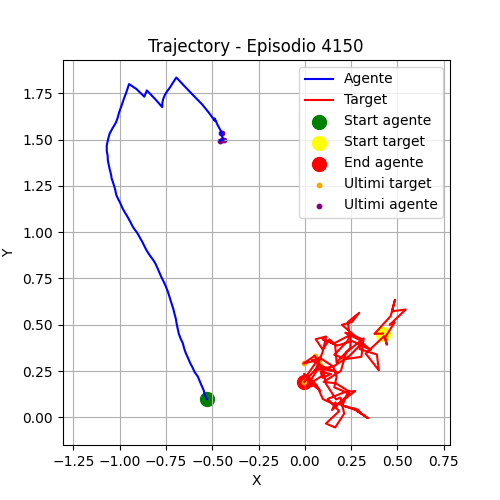 Trajectory - Episodio 4150
Agente
Target
Start agente
Start target
End agente
Ultimi target
Ultimi agente
Y
1.75
1.50
1.25
1.00
0.75
0.50
0.25
0.00
−1.25 −1.00 −0.75 −0.50 −0.25 0.00 0.25 0.50 0.75
X